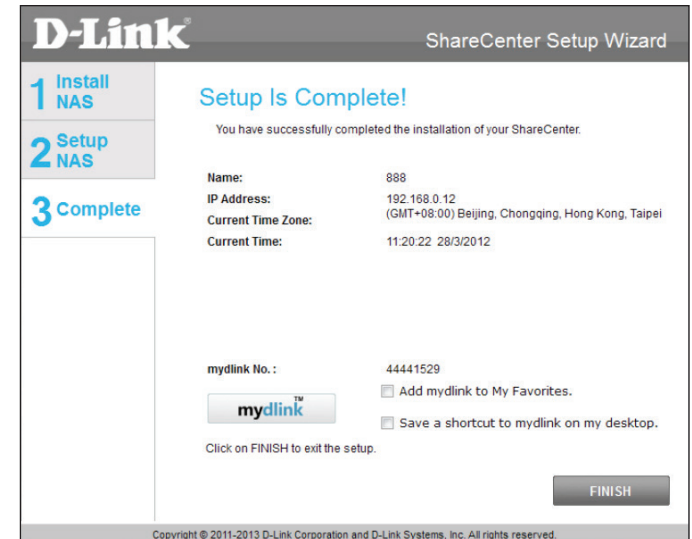 D-Link®
ShareCenter Setup Wizard
1 Install NAS
2 Setup NAS
3 Complete
Setup Is Complete!
You have successfully completed the installation of your ShareCenter.
Name: 888
IP Address: 192.168.0.12
Current Time Zone: (GMT+08:00) Beijing, Chongqing, Hong Kong, Taipei
Current Time: 11:20:22 28/3/2012
mydlink No. : 44441529
mydlink™
Add mydlink to My Favorites.
Save a shortcut to mydlink on my desktop.
Click on FINISH to exit the setup.
FINISH
Copyright © 2011-2013 D-Link Corporation and D-Link Systems, Inc. All rights reserved.